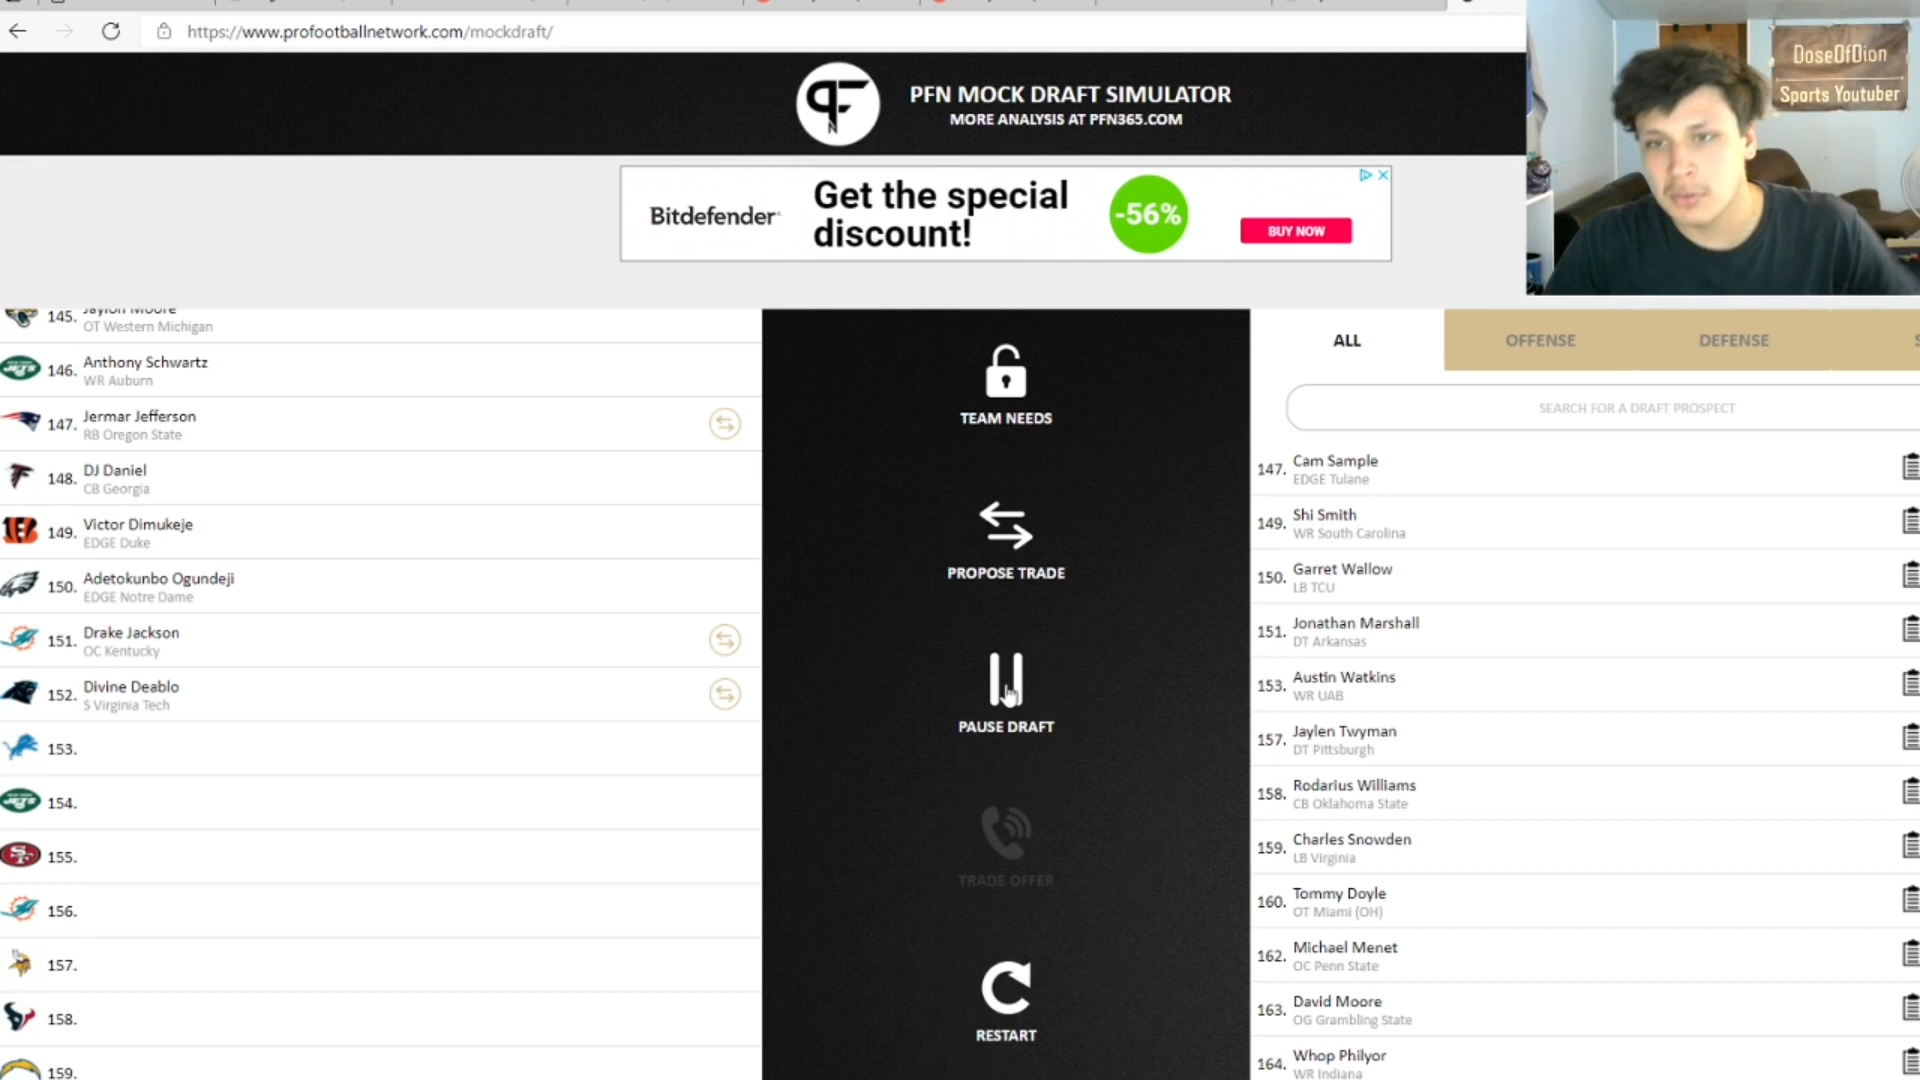 https://www.profootballnetwork.com/mockdraft/
PFN MOCK DRAFT SIMULATOR
MORE ANALYSIS AT PFN365.COM
DoseOfDion
Sports Youtuber
Bitdefender
Get the special
discount!
-56%
BUY NOW
145. Jaylon Moore
OT Western Michigan
146. Anthony Schwartz
WR Auburn
147. Jermar Jefferson
RB Oregon State
148. DJ Daniel
CB Georgia
149. Victor Dimukeje
EDGE Duke
150. Adetokunbo Ogundeji
EDGE Notre Dame
151. Drake Jackson
OC Kentucky
152. Divine Deablo
S Virginia Tech
153.
154.
155.
156.
157.
158.
159.
TEAM NEEDS
PROPOSE TRADE
PAUSE DRAFT
TRADE OFFER
RESTART
ALL OFFENSE DEFENSE
SEARCH FOR A DRAFT PROSPECT
147. Cam Sample
EDGE Tulane
149. Shi Smith
WR South Carolina
150. Garret Wallow
LB TCU
151. Jonathan Marshall
DT Arkansas
153. Austin Watkins
WR UAB
157. Jaylen Twyman
DT Pittsburgh
158. Rodarius Williams
CB Oklahoma State
159. Charles Snowden
LB Virginia
160. Tommy Doyle
OT Miami (OH)
162. Michael Menet
OC Penn State
163. David Moore
OG Grambling State
164. Whop Philyor
WR Indiana